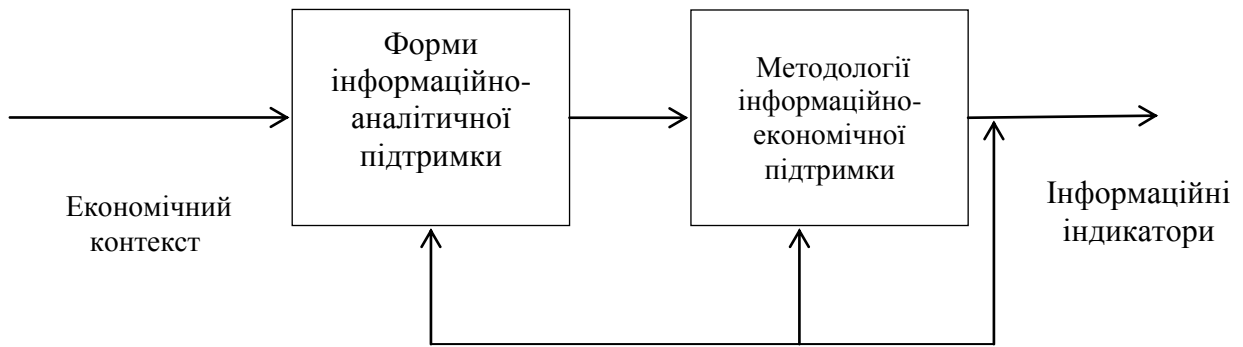 Економічний
контекст
Форми
інформаційно-
аналітичної
підтримки
Методології
інформаційно-
економічної
підтримки
Інформаційні
індикатори